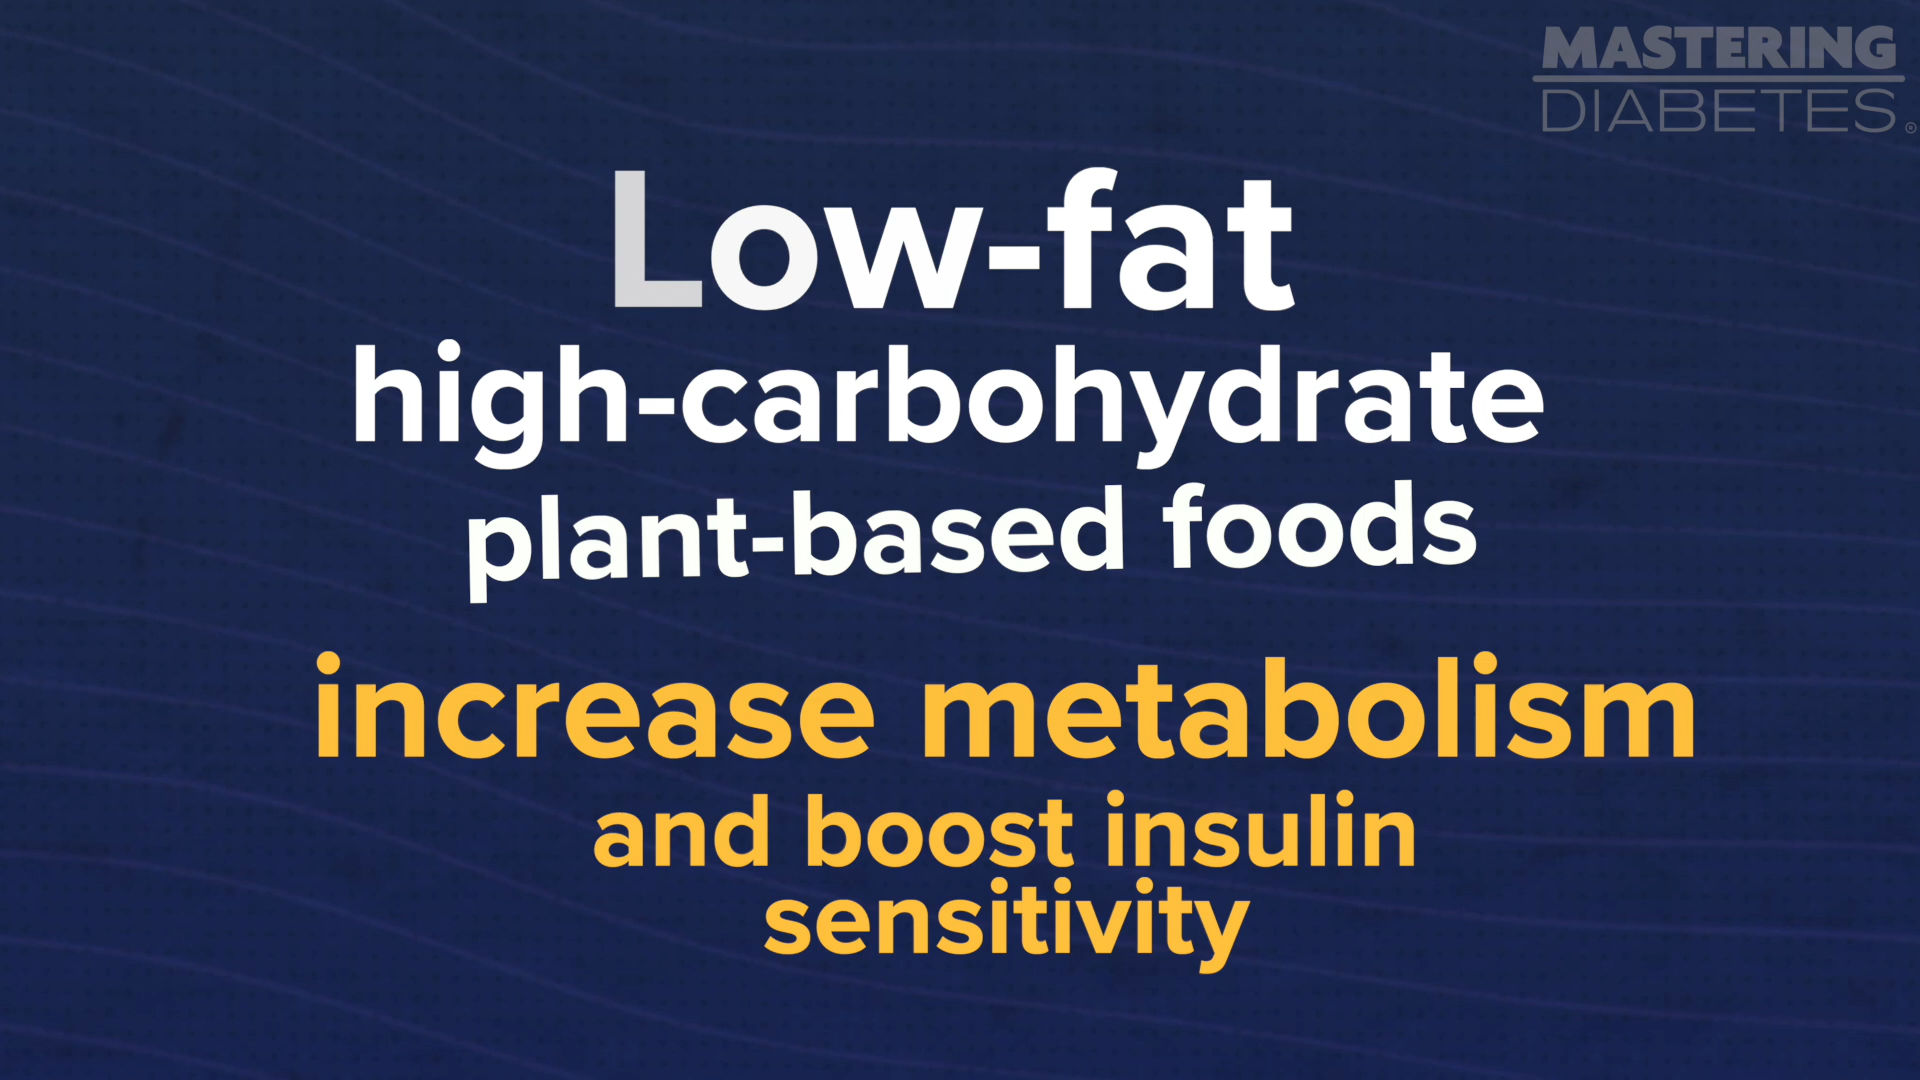 MASTERING
DIABETES®
Low-fat
high-carbohydrate
plant-based foods
increase metabolism
and boost insulin
sensitivity